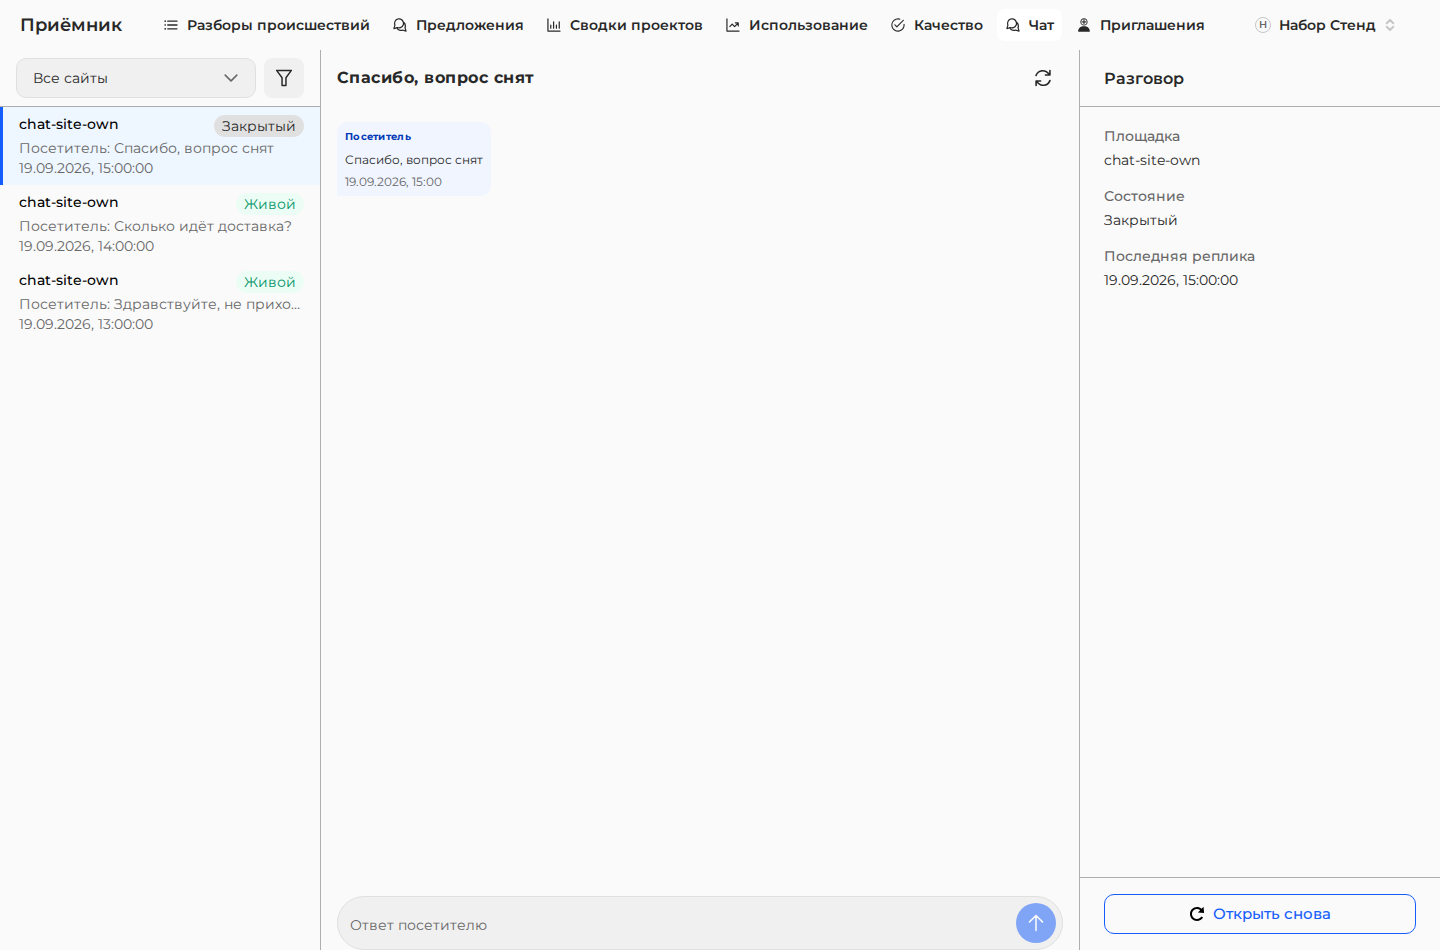 Приёмник
Разборы происшествий
Предложения
Сводки проектов
Использование
Качество
Чат
Приглашения
Н
Набор Стенд
Все сайты
chat-site-own
Закрытый
Посетитель: Спасибо, вопрос снят
19.09.2026, 15:00:00
chat-site-own
Живой
Посетитель: Сколько идёт доставка?
19.09.2026, 14:00:00
chat-site-own
Живой
Посетитель: Здравствуйте, не прихо...
19.09.2026, 13:00:00
Спасибо, вопрос снят
Посетитель
Спасибо, вопрос снят
19.09.2026, 15:00
Ответ посетителю
Разговор
Площадка
chat-site-own
Состояние
Закрытый
Последняя реплика
19.09.2026, 15:00:00
Открыть снова